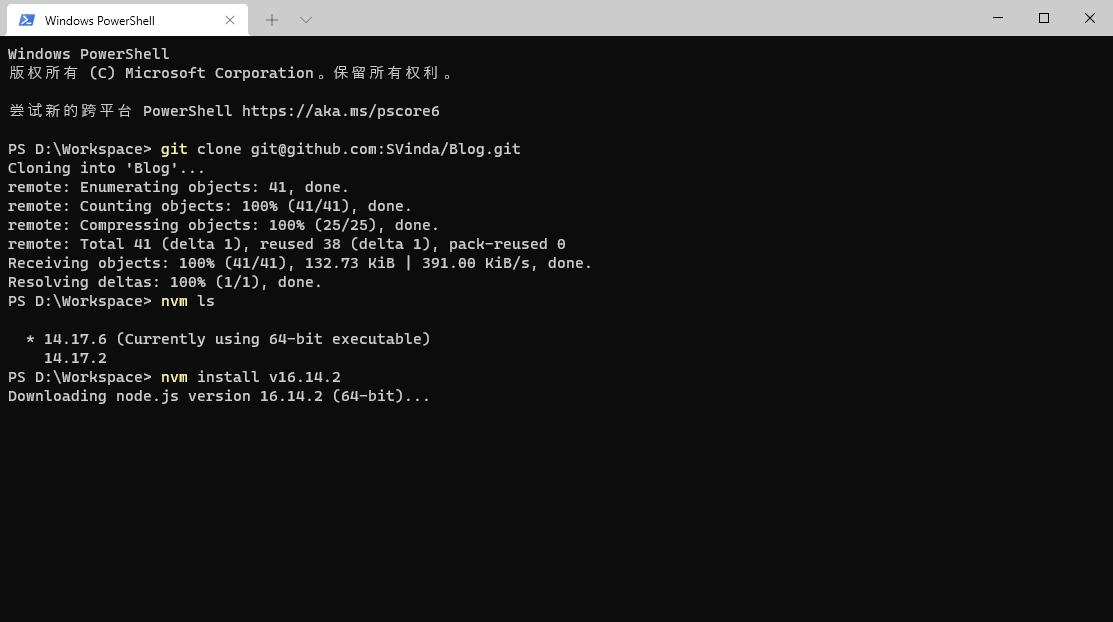 Windows PowerShell
Windows PowerShell
版权所有 (C) Microsoft Corporation。保留所有权利。
尝试新的跨平台 PowerShell https://aka.ms/pscore6
PS D:\Workspace> git clone git@github.com:SVinda/Blog.git
Cloning into 'Blog'...
remote: Enumerating objects: 41, done.
remote: Counting objects: 100% (41/41), done.
remote: Compressing objects: 100% (25/25), done.
remote: Total 41 (delta 1), reused 38 (delta 1), pack-reused 0
Receiving objects: 100% (41/41), 132.73 KiB | 391.00 KiB/s, done.
Resolving deltas: 100% (1/1), done.
PS D:\Workspace> nvm ls
* 14.17.6 (Currently using 64-bit executable)
14.17.2
PS D:\Workspace> nvm install v16.14.2
Downloading node.js version 16.14.2 (64-bit)...